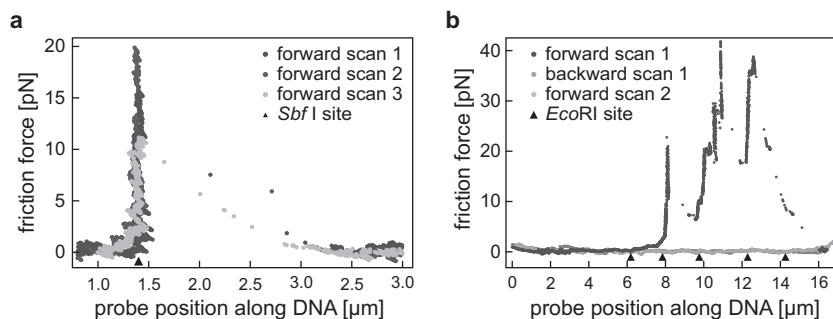 a
friction force [pN]
20
15
10
5
0
forward scan 1
forward scan 2
forward scan 3
Sbf I site
1.0 1.5 2.0 2.5 2.5 3.0
probe position along DNA [µm]
b
friction force [pN]
40
30
20
10
0
forward scan 1
backward scan 1
forward scan 2
EcoRI site
0 2 4 6 8 10 12 14 16
probe position along DNA [µm]